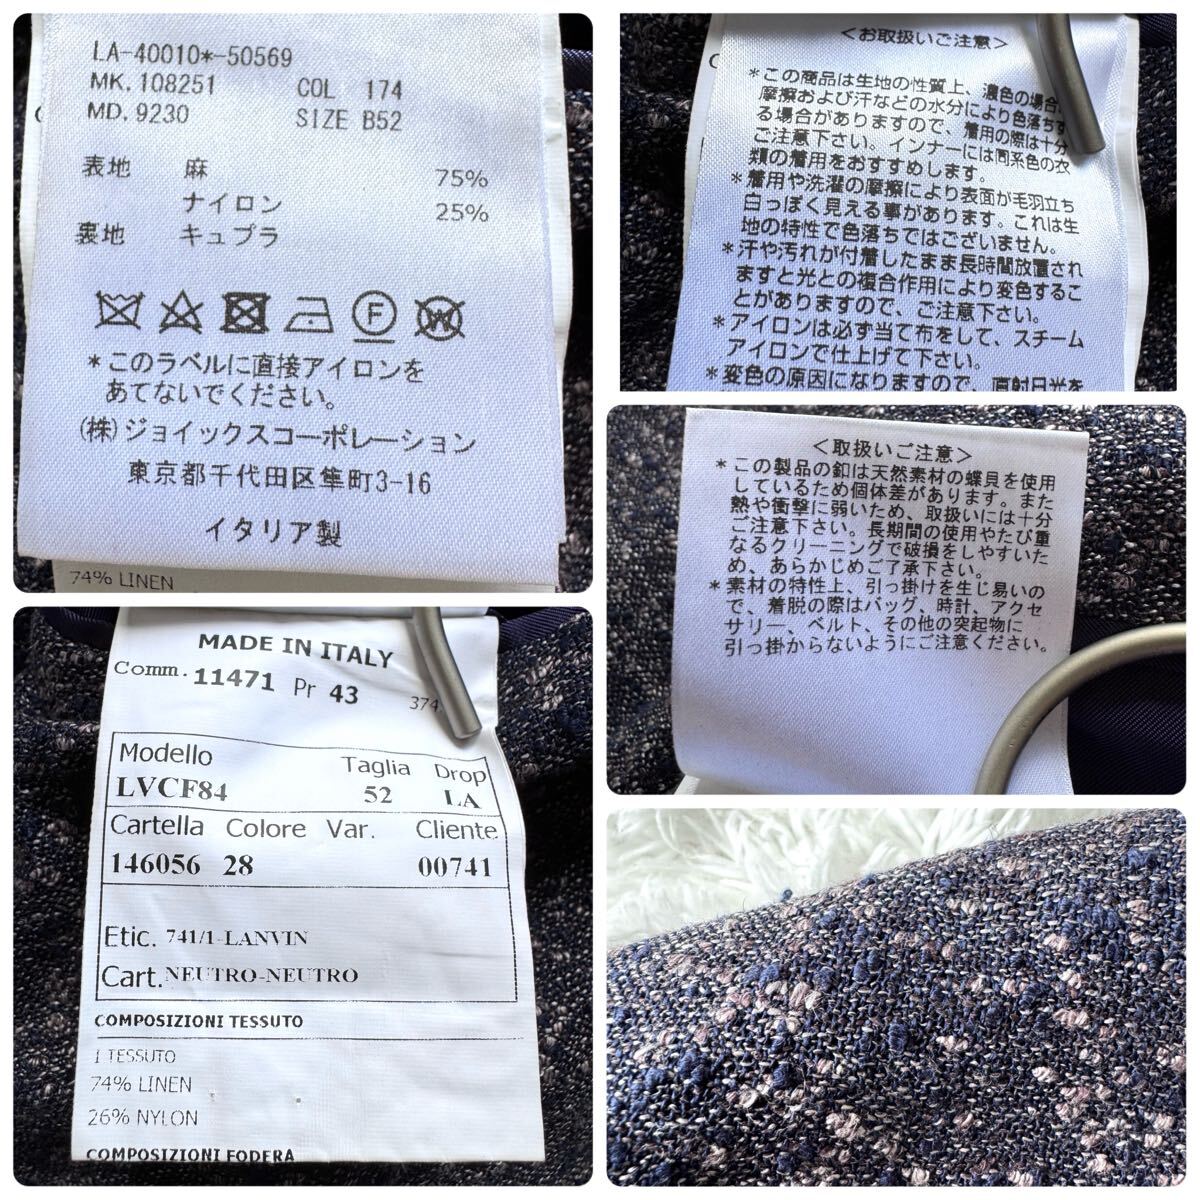 LA-40010*-50569
MK.108251 COL 174
MD.9230 SIZE B52
表地 麻 75%
ナイロン 25%
裏地 キュプラ
F W
*このラベルに直接アイロンを
あてないでください。
(株)ジョイックスコーポレーション
東京都千代田区隼町3-16
イタリア製
74% LINEN
<お取扱いご注意>
*この商品は生地の性質上、濃色の場合、
摩擦および汗などの水分により色落ちす
る場合がありますので、着用の際は十分
ご注意下さい。インナーには同系色の衣
類の着用をおすすめします。
*着用や洗濯の摩擦により表面が毛羽立ち
白っぽく見える事があります。これは生
地の特性で色落ちではございません。
*汗や汚れが付着したまま長時間放置され
ますと光との複合作用により変色するこ
とがありますので、ご注意下さい。
*アイロンは必ず当て布をして、スチーム
アイロンで仕上げて下さい。
*変色の原因になりますので、直射日光を
<取扱いご注意>
*この製品の釦は天然素材の蝶貝を使用
しているため個体差があります。また
熱や衝撃に弱いため、取扱いには十分
ご注意下さい。長期間の使用やたび重
なるクリーニングで破損をしやすいた
め、あらかじめご了承下さい。
*素材の特性上、引っ掛けを生じ易いの
で、着脱の際はバッグ、時計、アクセ
サリー、ベルト、その他の突起物に
引っ掛からないようにご注意ください。
MADE IN ITALY
Comm. 11471 Pr 43 374
Modello Taglia Drop
LVCF84 52 LA
Cartella Colore Var. Cliente
146056 28 00741
Etic. 741/1-LANVIN
Cart. NEUTRO-NEUTRO
COMPOSIZIONI TESSUTO
1 TESSUTO
74% LINEN
26% NYLON
COMPOSIZIONI FODERA